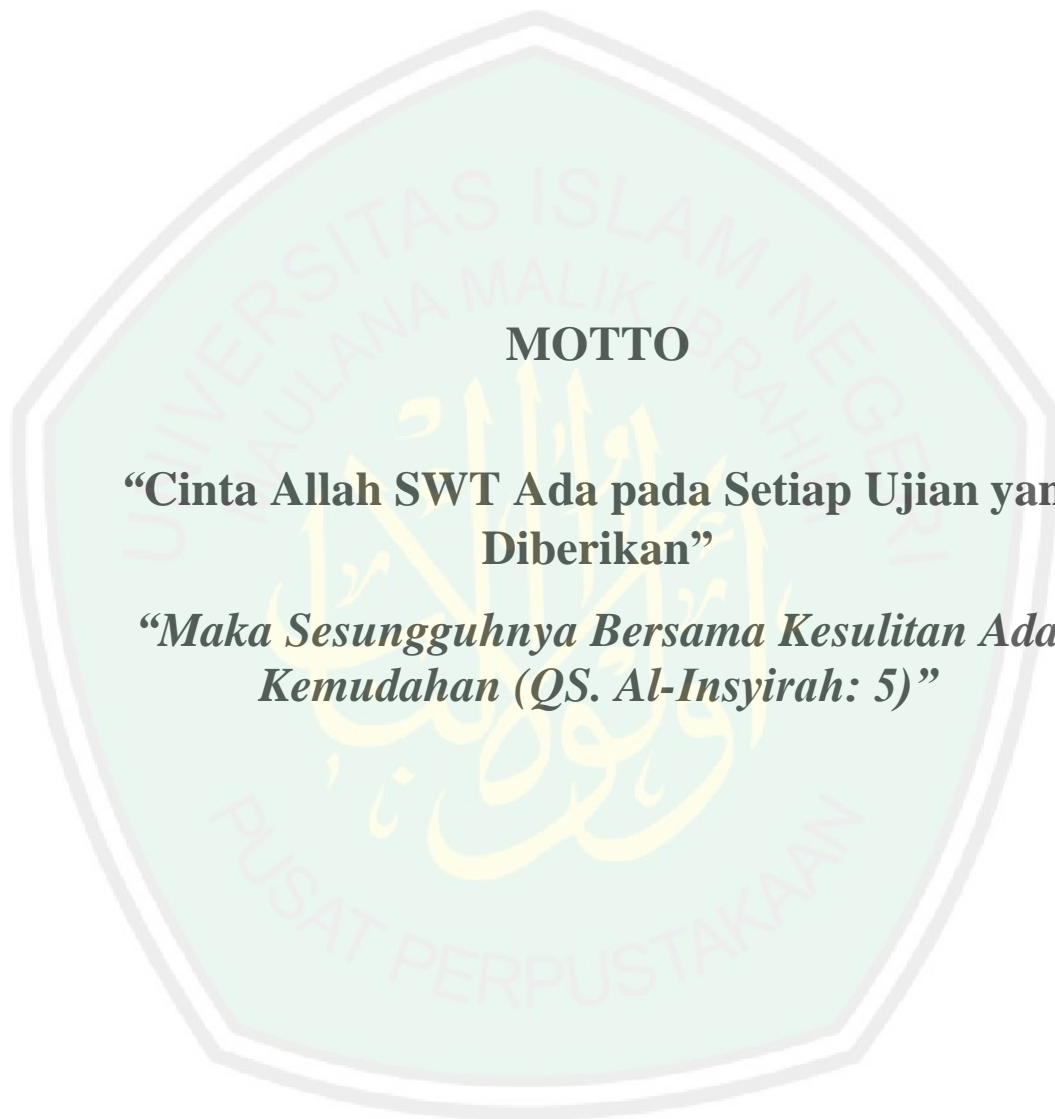 UNIVERSITAS ISLAM NEGERI
MAULANA MALIK IBRAHIM
MOTTO
“Cinta Allah SWT Ada pada Setiap Ujian yan
Diberikan”
“Maka Sesungguhnya Bersama Kesulitan Ada
Kemudahan (QS. Al-Insyirah: 5)”
PUSAT PERPUSTAKAAN